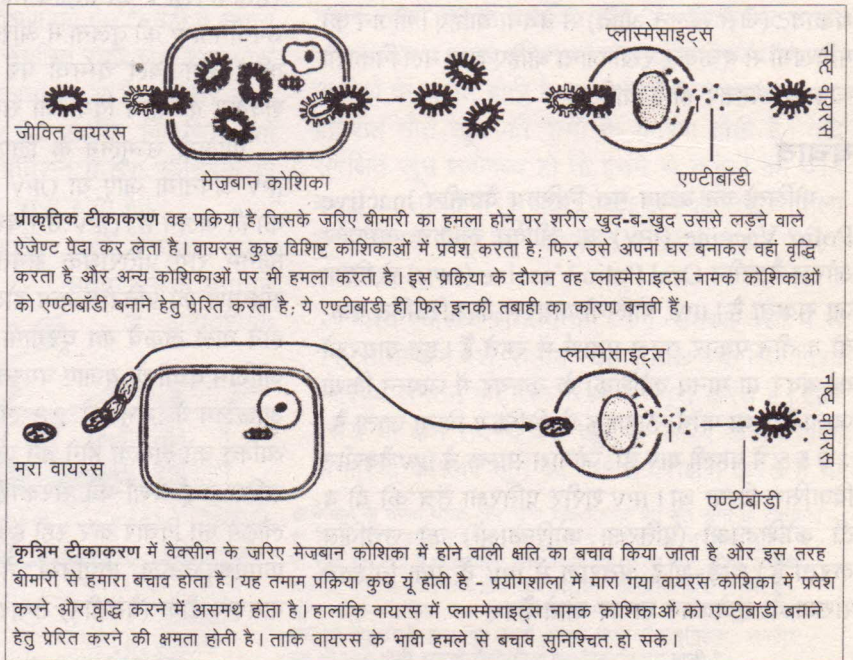 प्लास्मेसाइट्स
जीवित वायरस
मेजबान कोशिका
एण्टीबॉडी
नष्ट वायरस
प्राकृतिक टीकाकरण वह प्रक्रिया है जिसके जरिए बीमारी का हमला होने पर शरीर खुद-ब-खुद उससे लड़ने वाले
ऐजेण्ट पैदा कर लेता है। वायरस कुछ विशिष्ट कोशिकाओं में प्रवेश करता है; फिर उसे अपना घर बनाकर वहां वृद्धि
करता है और अन्य कोशिकाओं पर भी हमला करता है। इस प्रक्रिया के दौरान वह प्लास्मेसाइट्स नामक कोशिकाओं
को एण्टीबॉडी बनाने हेतु प्रेरित करता है; ये एण्टीबॉडी ही फिर इनकी तबाही का कारण बनती हैं।
प्लास्मेसाइट्स
मरा वायरस
एण्टीबॉडी
नष्ट वायरस
कृत्रिम टीकाकरण में वैक्सीन के जरिए मेजबान कोशिका में होने वाली क्षति का बचाव किया जाता है और इस तरह
बीमारी से हमारा बचाव होता है। यह तमाम प्रक्रिया कुछ यूं होती है - प्रयोगशाला में मारा गया वायरस कोशिका में प्रवेश
करने और वृद्धि करने में असमर्थ होता है। हालांकि वायरस में प्लास्मेसाइट्स नामक कोशिकाओं को एण्टीबॉडी बनाने
हेतु प्रेरित करने की क्षमता होती है। ताकि वायरस के भावी हमले से बचाव सुनिश्चित. हो सके।